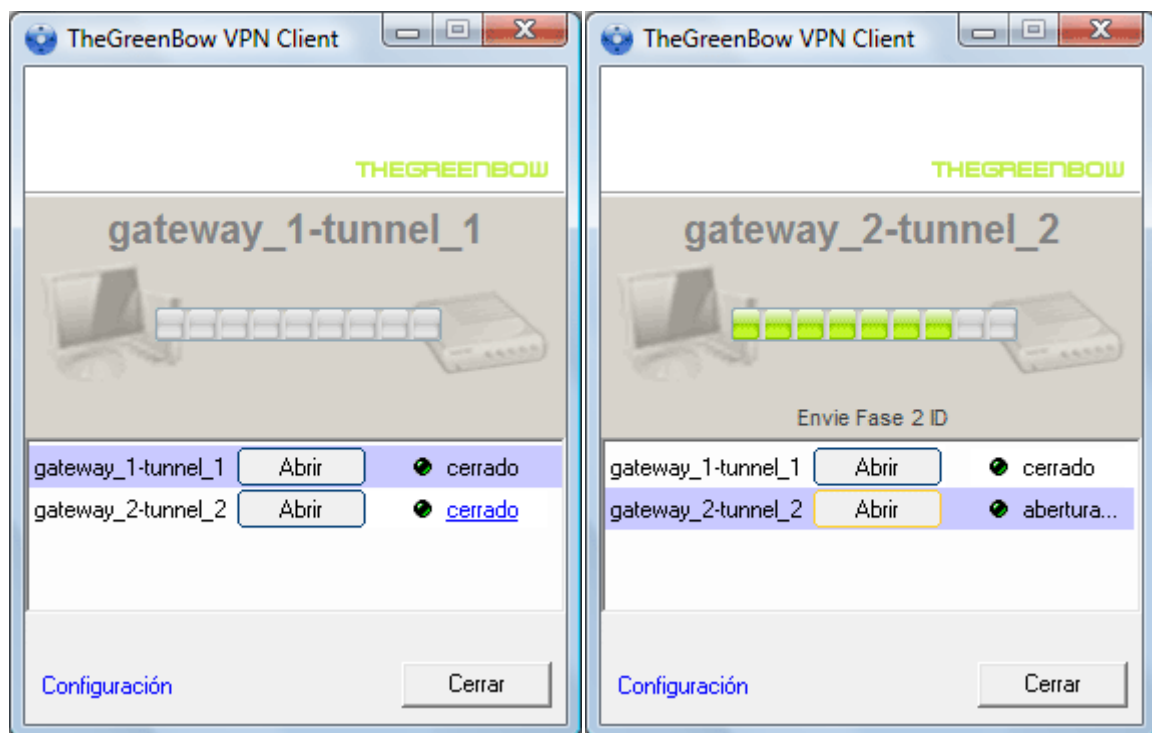 TheGreenBow VPN Client
THEGREENBOW
gateway_1-tunnel_1
gateway_1-tunnel_1 Abrir cerrado
gateway_2-tunnel_2 Abrir cerrado
Configuración Cerrar
TheGreenBow VPN Client
THEGREENBOW
gateway_2-tunnel_2
Envie Fase 2 ID
gateway_1-tunnel_1 Abrir cerrado
gateway_2-tunnel_2 Abrir abertura...
Configuración Cerrar